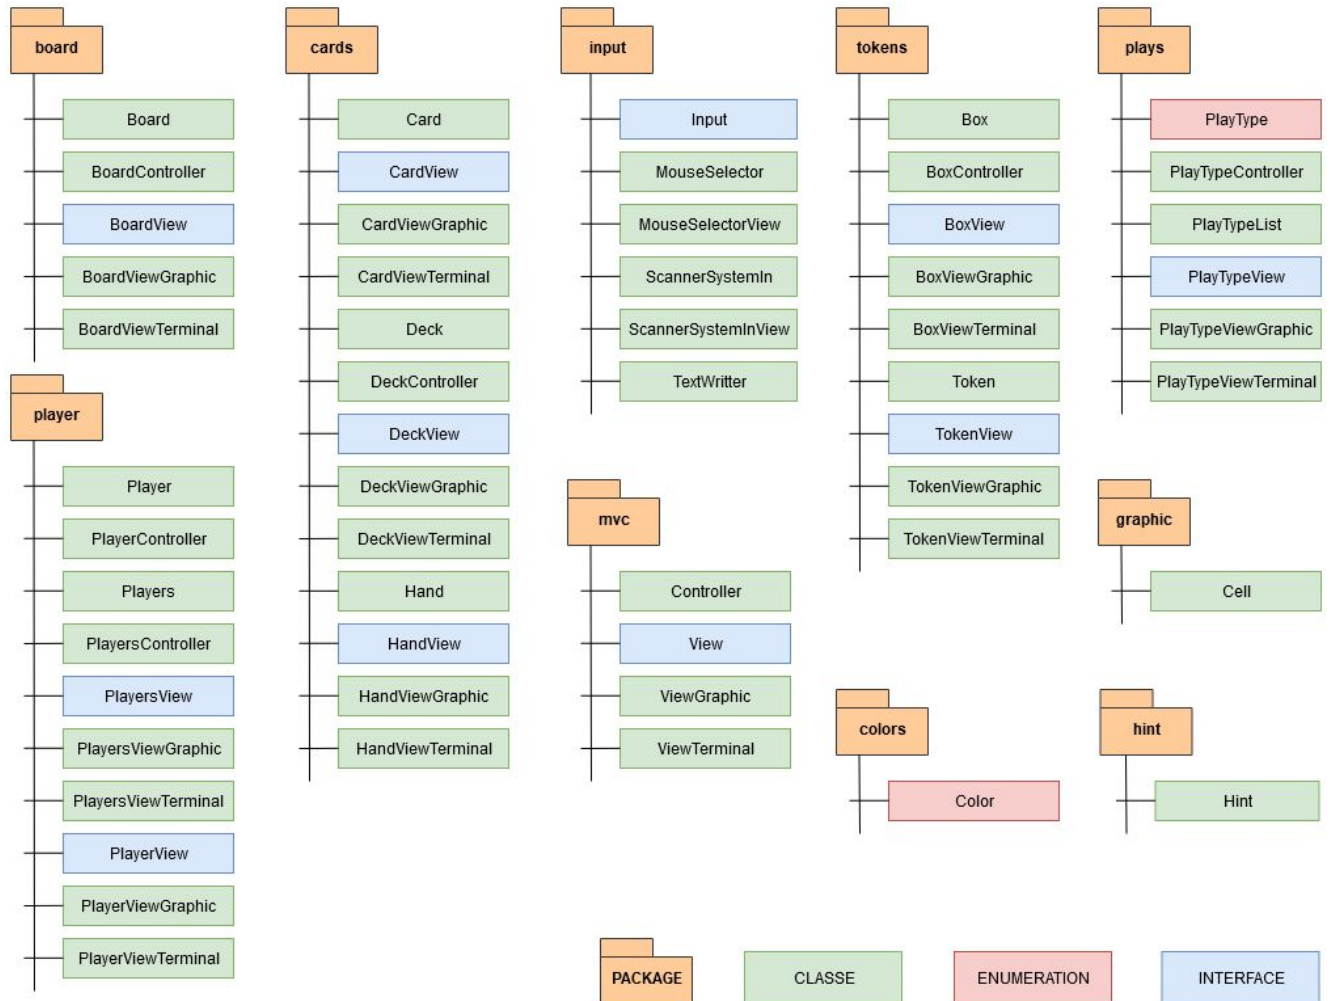 board
Board
BoardController
BoardView
BoardViewGraphic
BoardViewTerminal
player
Player
PlayerController
Players
PlayersController
PlayersView
PlayersViewGraphic
PlayersViewTerminal
PlayerView
PlayerViewGraphic
PlayerViewTerminal
cards
Card
CardView
CardViewGraphic
CardViewTerminal
Deck
DeckController
DeckView
DeckViewGraphic
DeckViewTerminal
Hand
HandView
HandViewGraphic
HandViewTerminal
input
Input
MouseSelector
MouseSelectorView
ScannerSystemIn
ScannerSystemInView
TextWritter
mvc
Controller
View
ViewGraphic
ViewTerminal
tokens
Box
BoxController
BoxView
BoxViewGraphic
BoxViewTerminal
Token
TokenView
TokenViewGraphic
TokenViewTerminal
colors
Color
plays
PlayType
PlayTypeController
PlayTypeList
PlayTypeView
PlayTypeViewGraphic
PlayTypeViewTerminal
graphic
Cell
hint
Hint
PACKAGE
CLASSE
ENUMERATION
INTERFACE